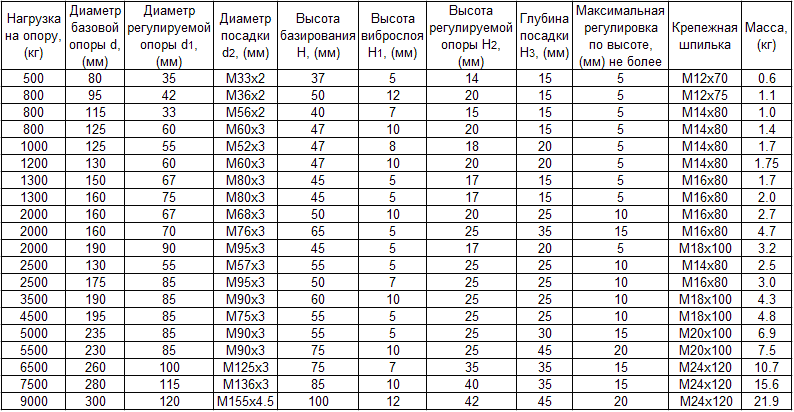 Нагрузка на опору, (кг) | Диаметр базовой опоры d, (мм) | Диаметр регулируемой опоры d1, (мм) | Диаметр посадки d2, (мм) | Высота базирования H, (мм) | Высота виброслоя H1, (мм) | Высота регулируемой опоры H2, (мм) | Глубина посадки H3, (мм) | Максимальная регулировка по высоте, (мм) не более | Крепежная шпилька | Масса, (кг)
500 | 80 | 35 | M33x2 | 37 | 5 | 14 | 15 | 5 | M12x70 | 0.6
800 | 95 | 42 | M36x2 | 50 | 12 | 20 | 15 | 5 | M12x75 | 1.1
800 | 115 | 33 | M56x2 | 40 | 7 | 15 | 15 | 5 | M14x80 | 1.0
800 | 125 | 60 | M60x3 | 47 | 10 | 20 | 15 | 5 | M14x80 | 1.4
1000 | 125 | 55 | M52x3 | 47 | 8 | 18 | 20 | 5 | M14x80 | 1.7
1200 | 130 | 60 | M60x3 | 47 | 10 | 20 | 20 | 5 | M14x80 | 1.75
1300 | 150 | 67 | M80x3 | 45 | 5 | 17 | 15 | 5 | M16x80 | 1.7
1300 | 160 | 75 | M80x3 | 45 | 5 | 17 | 15 | 5 | M16x80 | 2.0
2000 | 160 | 67 | M68x3 | 50 | 10 | 20 | 25 | 10 | M16x80 | 2.7
2000 | 160 | 70 | M76x3 | 65 | 5 | 25 | 35 | 15 | M16x80 | 4.7
2000 | 190 | 90 | M95x3 | 45 | 5 | 17 | 20 | 5 | M18x100 | 3.2
2500 | 130 | 55 | M57x3 | 55 | 5 | 25 | 25 | 10 | M14x80 | 2.5
2500 | 175 | 85 | M95x3 | 50 | 7 | 25 | 25 | 10 | M16x80 | 3.0
3500 | 190 | 85 | M90x3 | 60 | 10 | 25 | 25 | 10 | M18x100 | 4.3
4500 | 195 | 85 | M75x3 | 55 | 5 | 25 | 25 | 10 | M18x100 | 4.8
5000 | 235 | 85 | M90x3 | 55 | 5 | 25 | 30 | 15 | M20x100 | 6.9
5500 | 230 | 85 | M90x3 | 75 | 10 | 25 | 45 | 20 | M20x100 | 7.5
6500 | 260 | 100 | M125x3 | 75 | 7 | 35 | 35 | 15 | M24x120 | 10.7
7500 | 280 | 115 | M136x3 | 85 | 10 | 40 | 35 | 15 | M24x120 | 15.6
9000 | 300 | 120 | M155x4.5 | 100 | 12 | 42 | 45 | 20 | M24x120 | 21.9